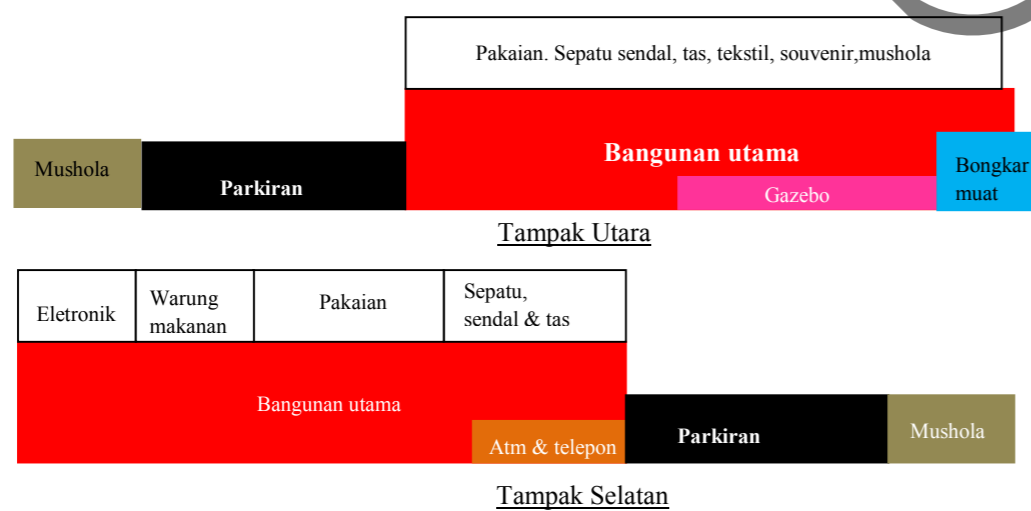 Pakaian. Sepatu sendal, tas, tekstil, souvenir,mushola
Bangunan utama
Mushola
Parkiran
Gazebo
Bongkar
muat
Tampak Utara
Eletronik
Warung
makanan
Pakaian
Sepatu,
sendal & tas
Bangunan utama
Atm & telepon
Parkiran
Mushola
Tampak Selatan